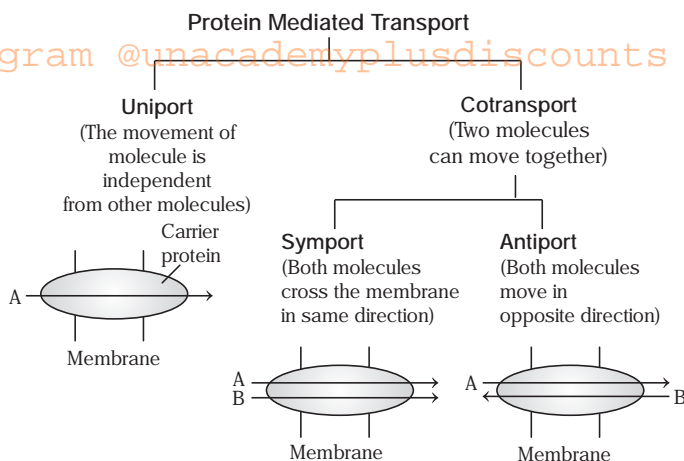 Protein Mediated Transport
gram @unacademyplusdiscounts
Uniport
(The movement of
molecule is
independent
from other molecules)
Cotransport
(Two molecules
can move together)
Carrier
protein
A
Membrane
Symport
(Both molecules
cross the membrane
in same direction)
A
B
Membrane
Antiport
(Both molecules
move in
opposite direction)
A
B
Membrane